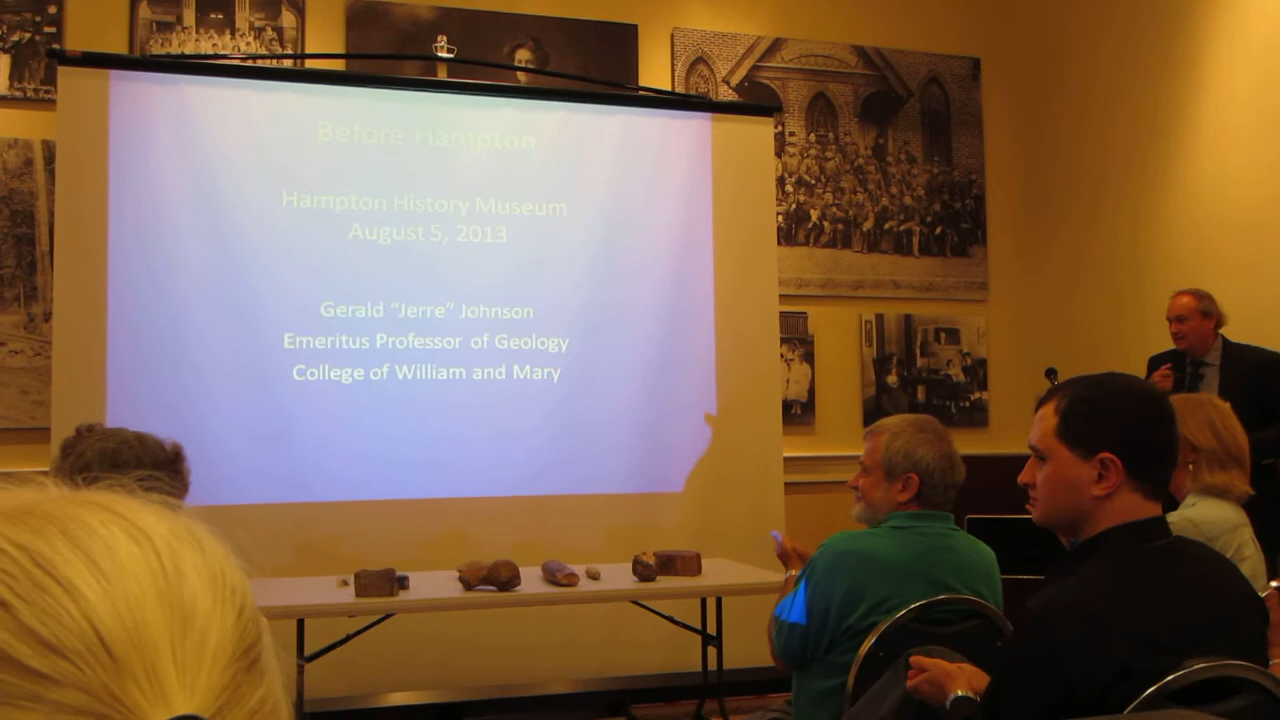 Before Hampton
Hampton History Museum
August 5, 2013
Gerald “Jerre” Johnson
Emeritus Professor of Geology
College of William and Mary